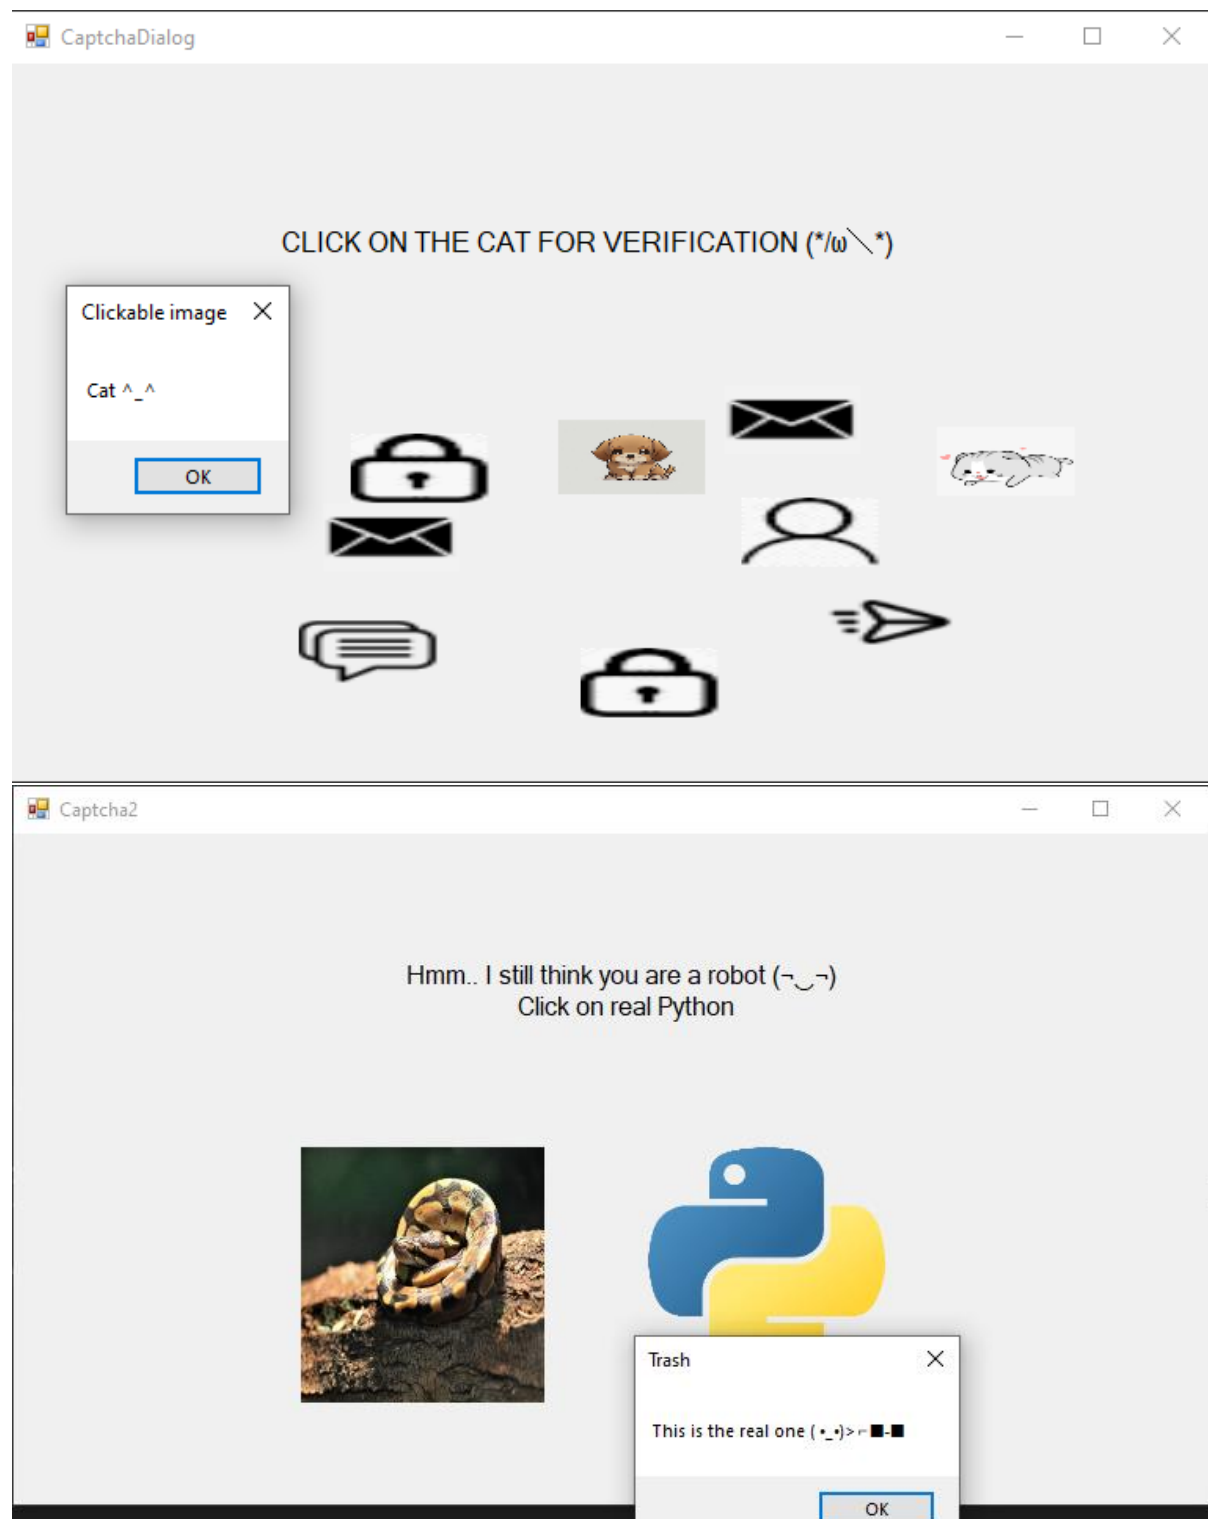 CaptchaDialog
CLICK ON THE CAT FOR VERIFICATION (*/ω＼*)
Clickable image
Cat ^_^
OK
Captcha2
Hmm.. I still think you are a robot (¬‿¬)
Click on real Python
Trash
This is the real one ( •_•)>⌐■-■
OK